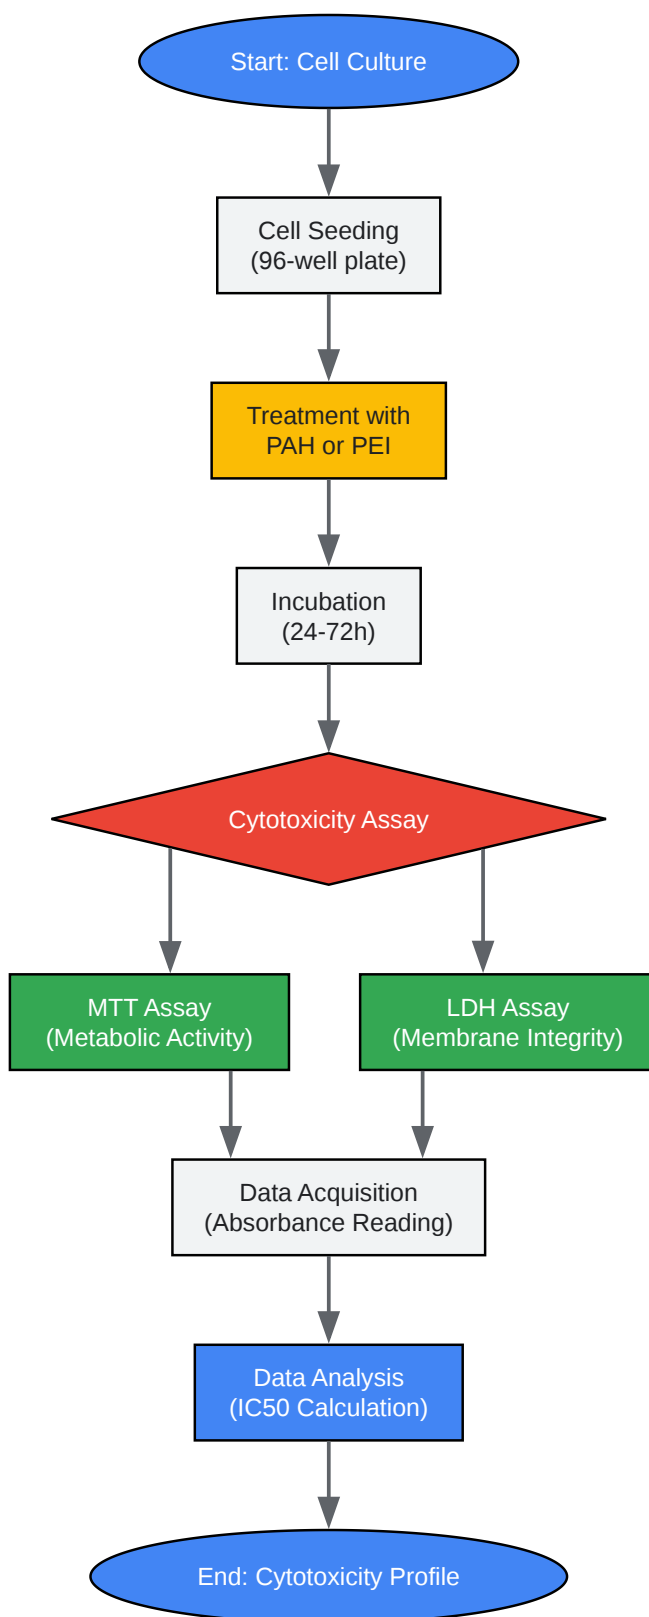 Start: Cell Culture
Cell Seeding
(96-well plate)
Treatment with
PAH or PEI
Incubation
(24-72h)
Cytotoxicity Assay
MTT Assay
(Metabolic Activity)
LDH Assay
(Membrane Integrity)
Data Acquisition
(Absorbance Reading)
Data Analysis
(IC50 Calculation)
End: Cytotoxicity Profile